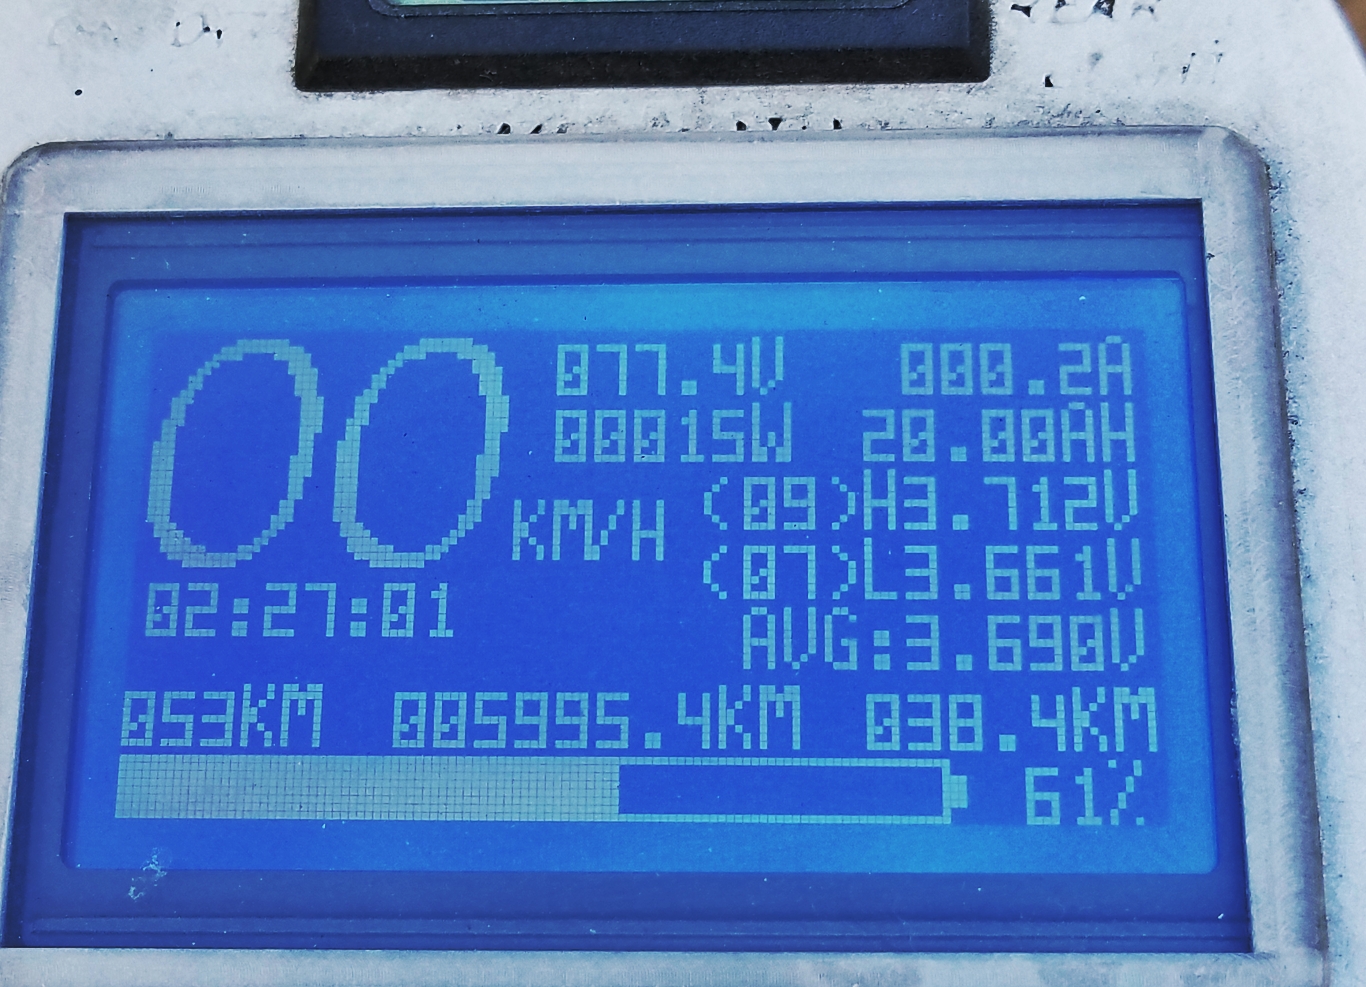 00 KM/H
077.4V 000.2A
00015W 20.00AH
(09)H3.712V
(07)L3.661V
02:27:01
AVG:3.690V
053KM 005995.4KM 038.4KM
61%